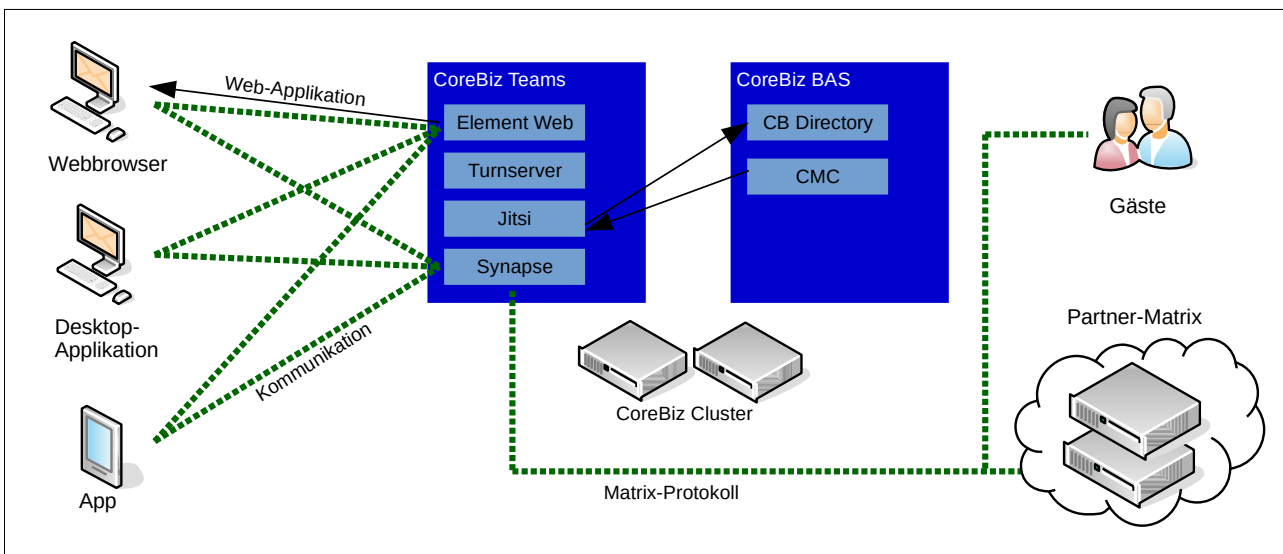 Webbrowser
Desktop-
Applikation
App
Web-Applikation
Kommunikation
CoreBiz Teams
Element Web
Turnserver
Jitsi
Synapse
CoreBiz BAS
CB Directory
CMC
CoreBiz Cluster
Matrix-Protokoll
Gäste
Partner-Matrix